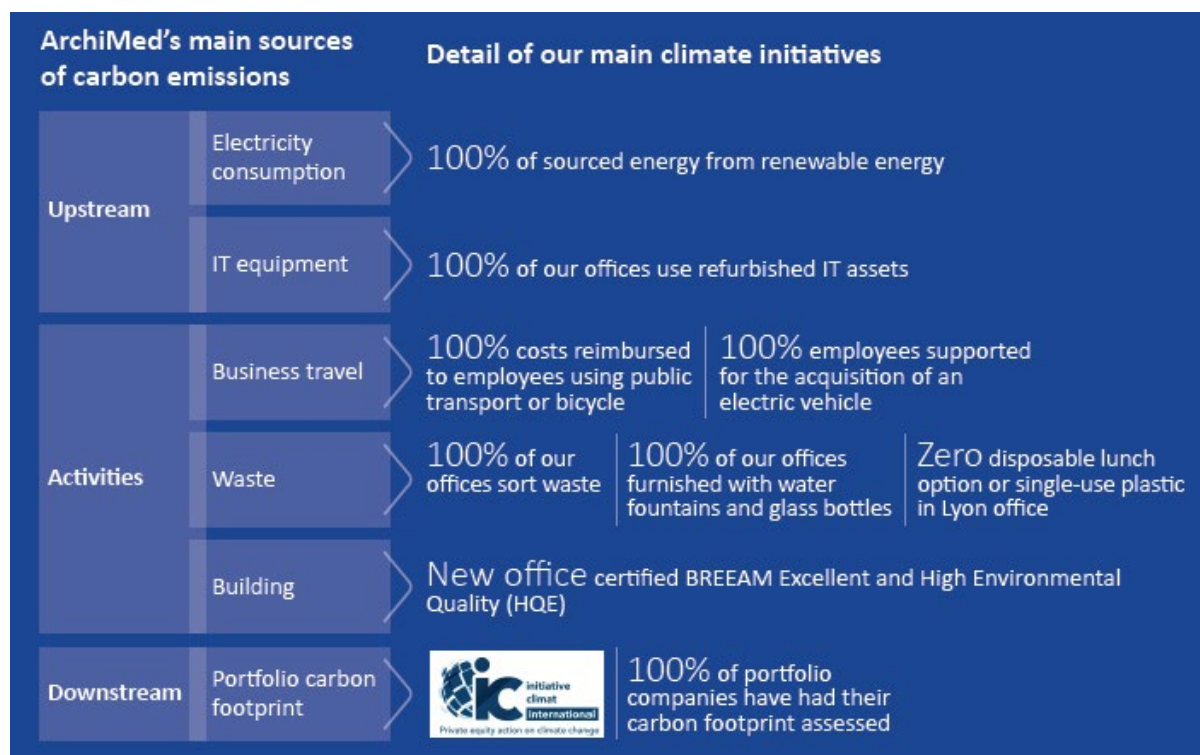 ArchiMed's main sources
of carbon emissions
Detail of our main climate initiatives
Upstream
Electricity
consumption
100% of sourced energy from renewable energy
IT equipment
100% of our offices use refurbished IT assets
Activities
Business travel
100% costs reimbursed
to employees using public
transport or bicycle
100% employees supported
for the acquisition of an
electric vehicle
Waste
100% of our
offices sort waste
100% of our offices
furnished with water
fountains and glass bottles
Zero disposable lunch
option or single-use plastic
in Lyon office
Building
New office certified BREEAM Excellent and High Environmental
Quality (HQE)
Downstream
Portfolio carbon
footprint
iC
initiative
climat
international
Private equity action on climate change
100% of portfolio
companies have had their
carbon footprint assessed